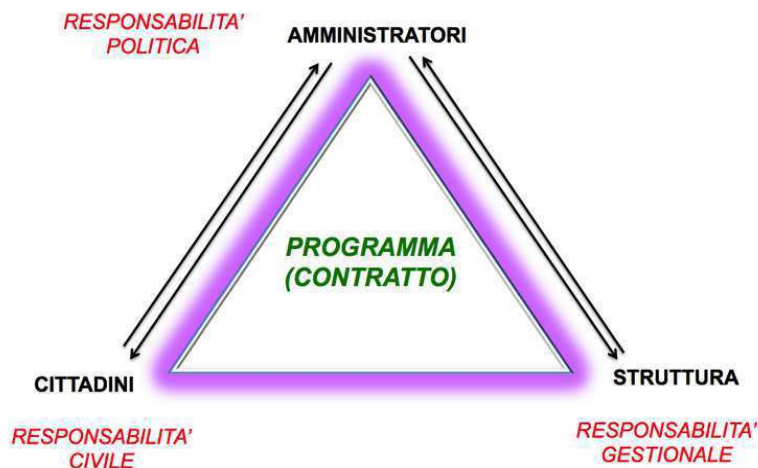 RESPONSABILITA'
POLITICA
AMMINISTRATORI
PROGRAMMA
(CONTRATTO)
CITTADINI
STRUTTURA
RESPONSABILITA'
CIVILE
RESPONSABILITA'
GESTIONALE